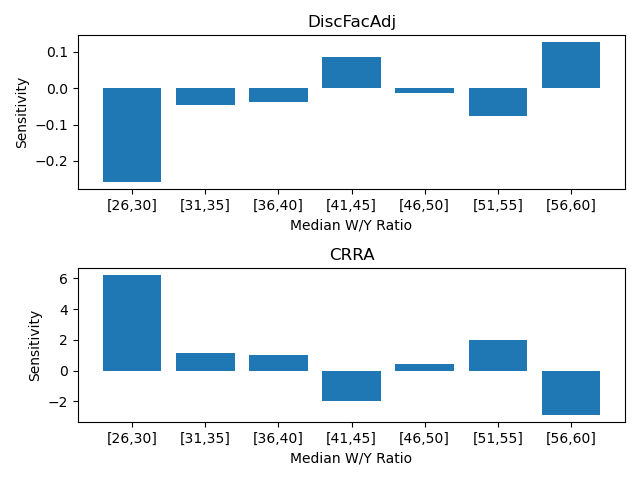 DiscFacAdj
0.1
0.0
−0.1
−0.2
Sensitivity
[26,30] [31,35] [36,40] [41,45] [46,50] [51,55] [56,60]
Median W/Y Ratio
CRRA
6
4
2
0
−2
Sensitivity
[26,30] [31,35] [36,40] [41,45] [46,50] [51,55] [56,60]
Median W/Y Ratio